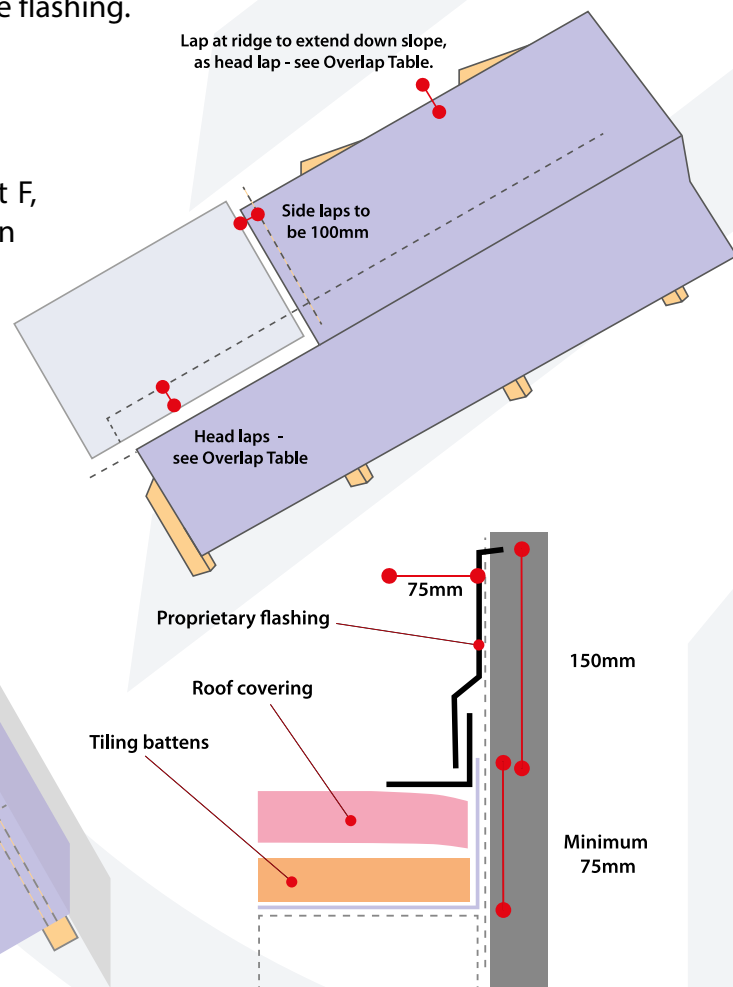 e flashing.
Lap at ridge to extend down slope,
as head lap - see Overlap Table.
t F,
n
Side laps to
be 100mm
Head laps -
see Overlap Table
75mm
Proprietary flashing
150mm
Roof covering
Tiling battens
Minimum
75mm